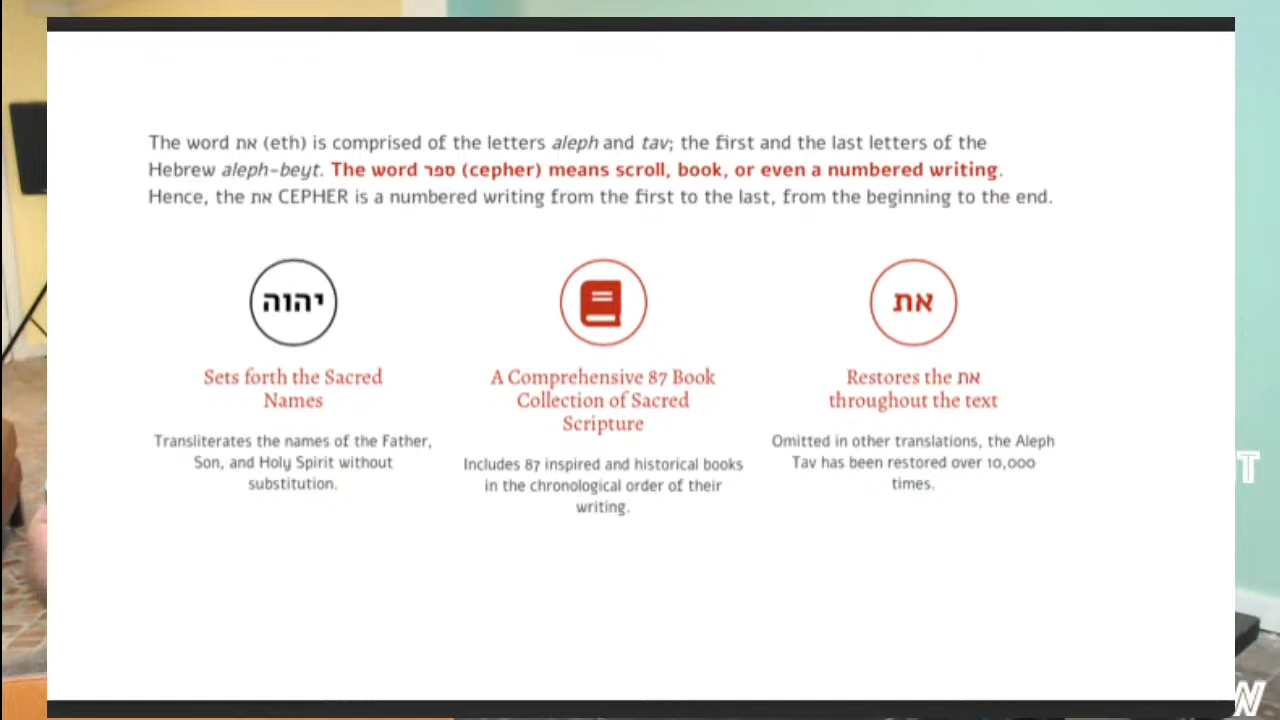 The word את (eth) is comprised of the letters aleph and tav; the first and the last letters of the
Hebrew aleph-beyt. The word ספר (cepher) means scroll, book, or even a numbered writing.
Hence, the את CEPHER is a numbered writing from the first to the last, from the beginning to the end.
יהוה
Sets forth the Sacred
Names
Transliterates the names of the Father,
Son, and Holy Spirit without
substitution.
A Comprehensive 87 Book
Collection of Sacred
Scripture
Includes 87 inspired and historical books
in the chronological order of their
writing.
את
Restores the את
throughout the text
Omitted in other translations, the Aleph
Tav has been restored over 10,000
times.
T
W